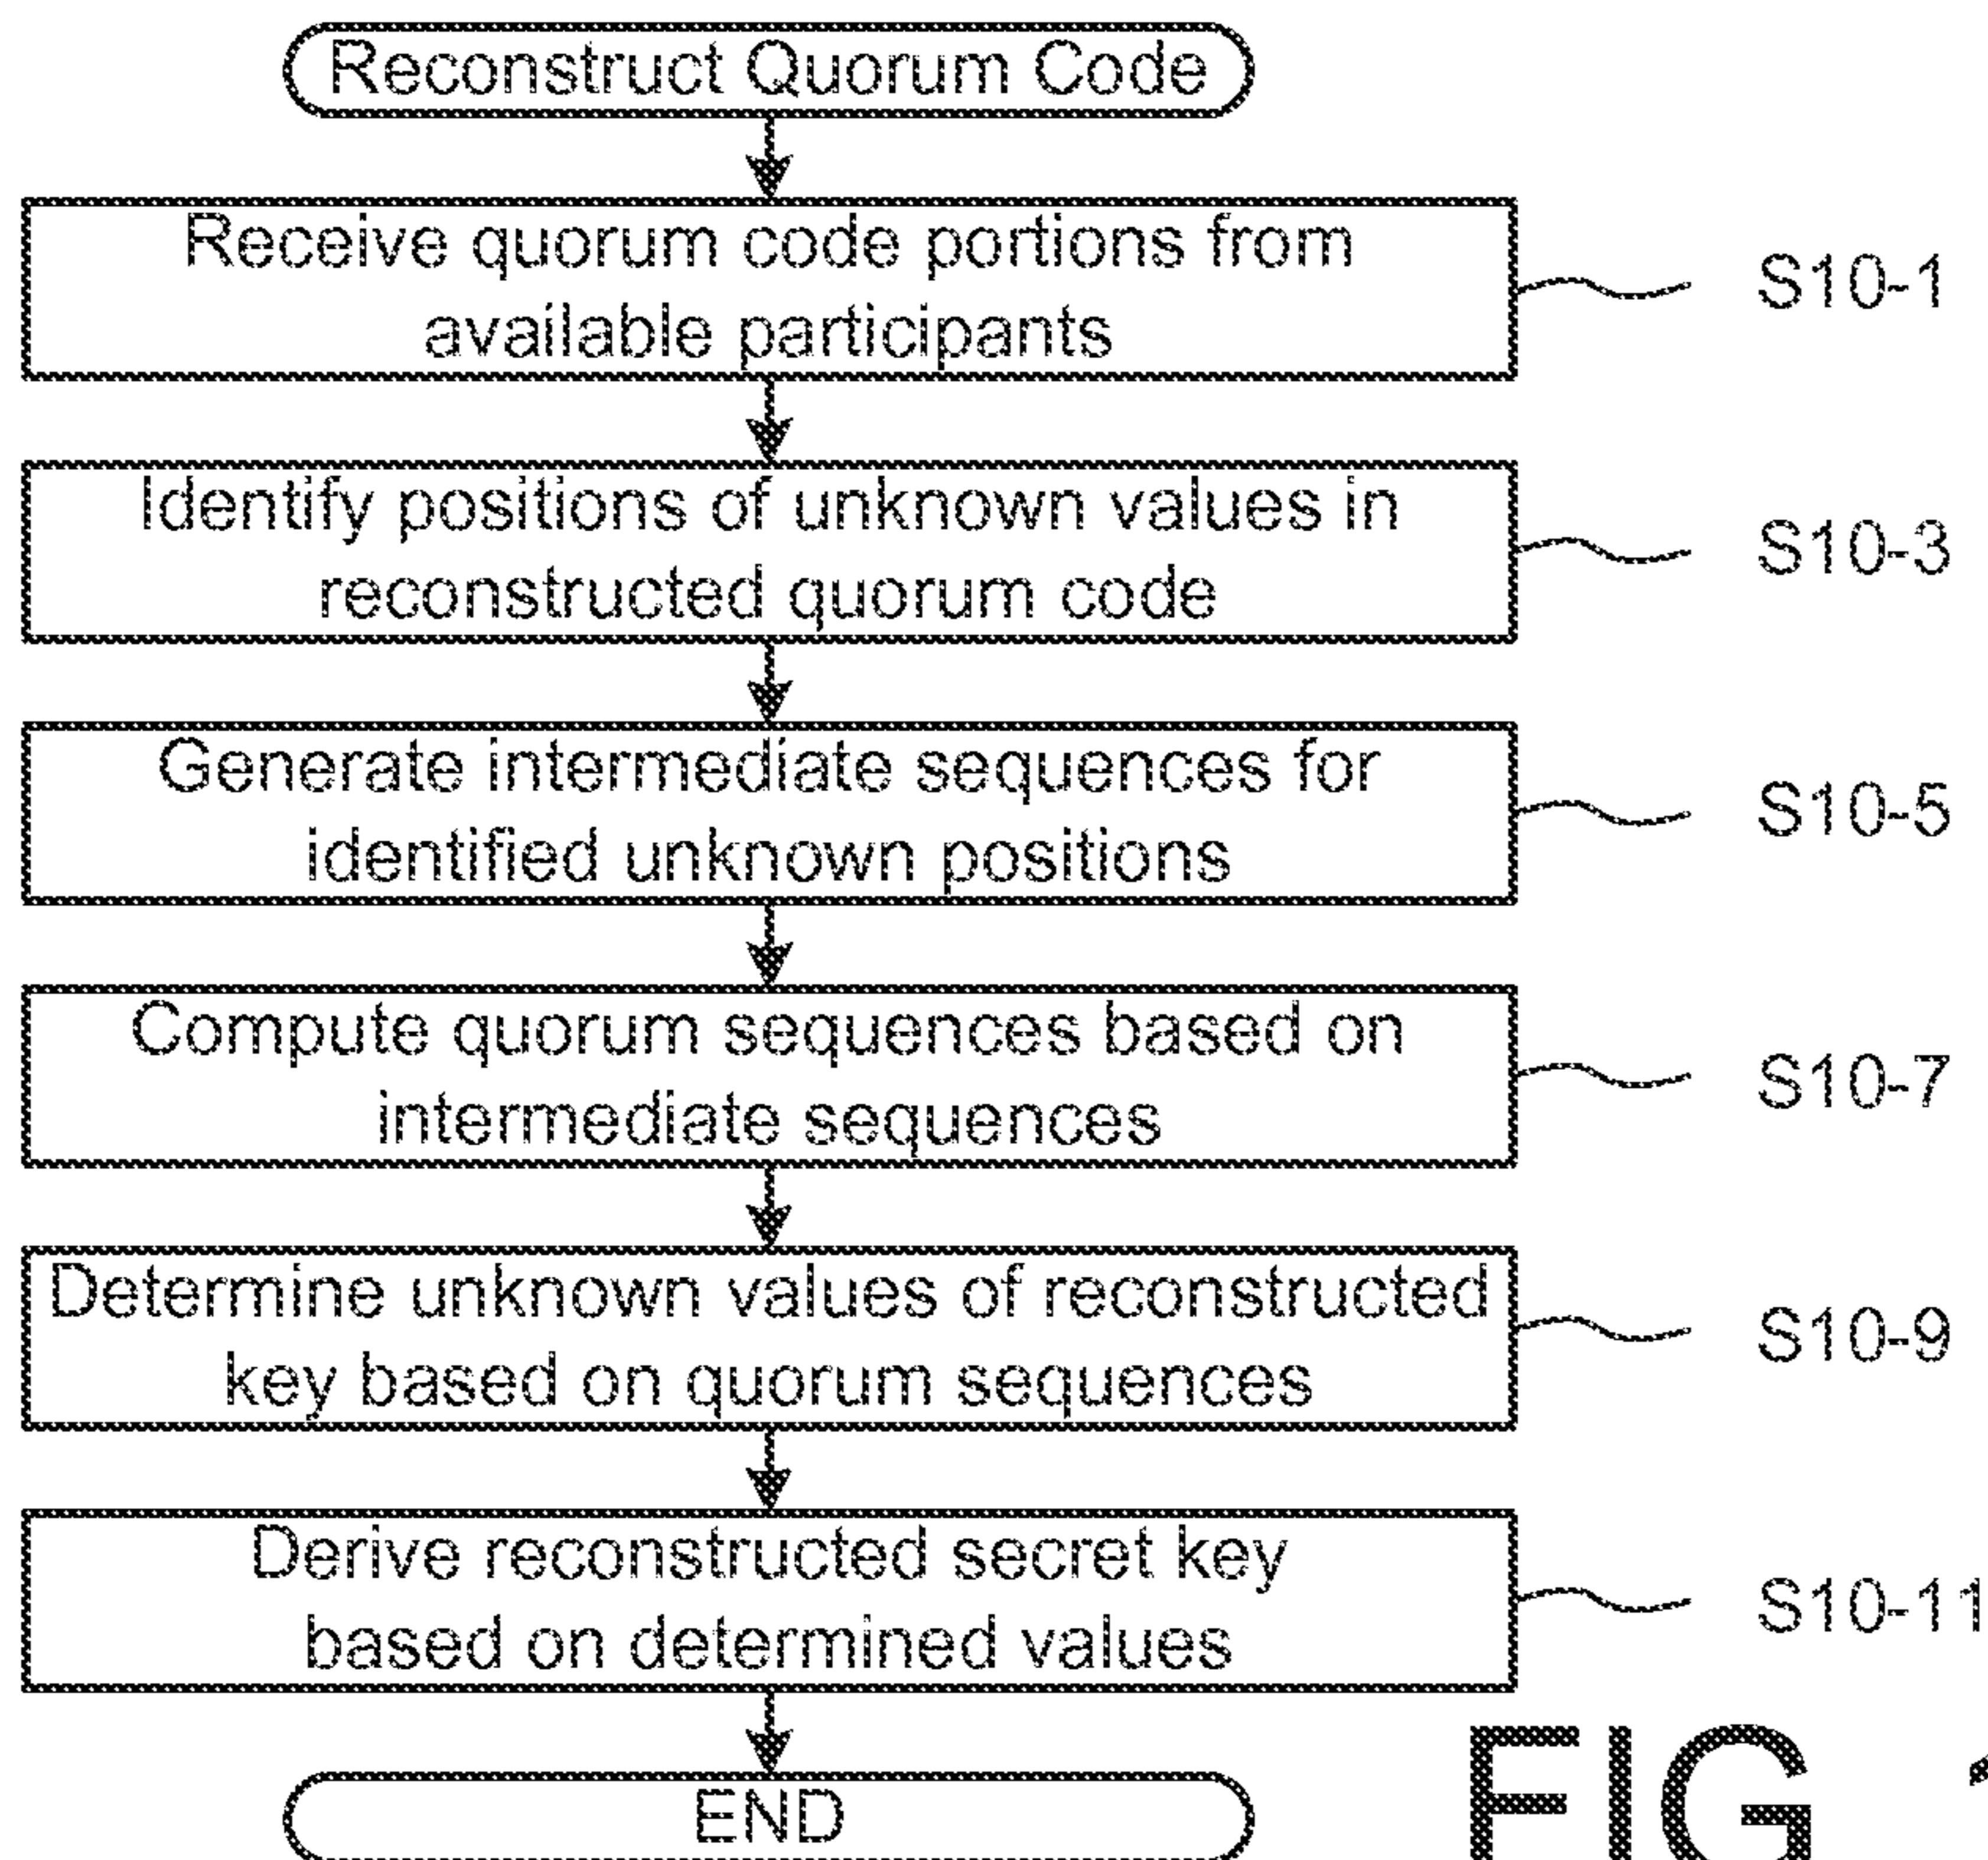 Reconstruct Quorum Code
Receive quorum code portions from
available participants
S10-1
Identify positions of unknown values in
reconstructed quorum code
S10-3
Generate intermediate sequences for
identified unknown positions
S10-5
Compute quorum sequences based on
intermediate sequences
S10-7
Determine unknown values of reconstructed
key based on quorum sequences
S10-9
Derive reconstructed secret key
based on determined values
S10-11
END
FIG